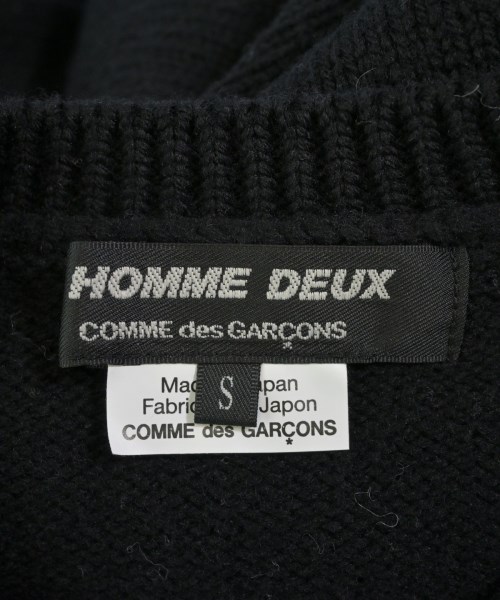 HOMME DEUX
COMME des GARÇONS
S
Japan
Fabric Japon
COMME des GARÇONS
*